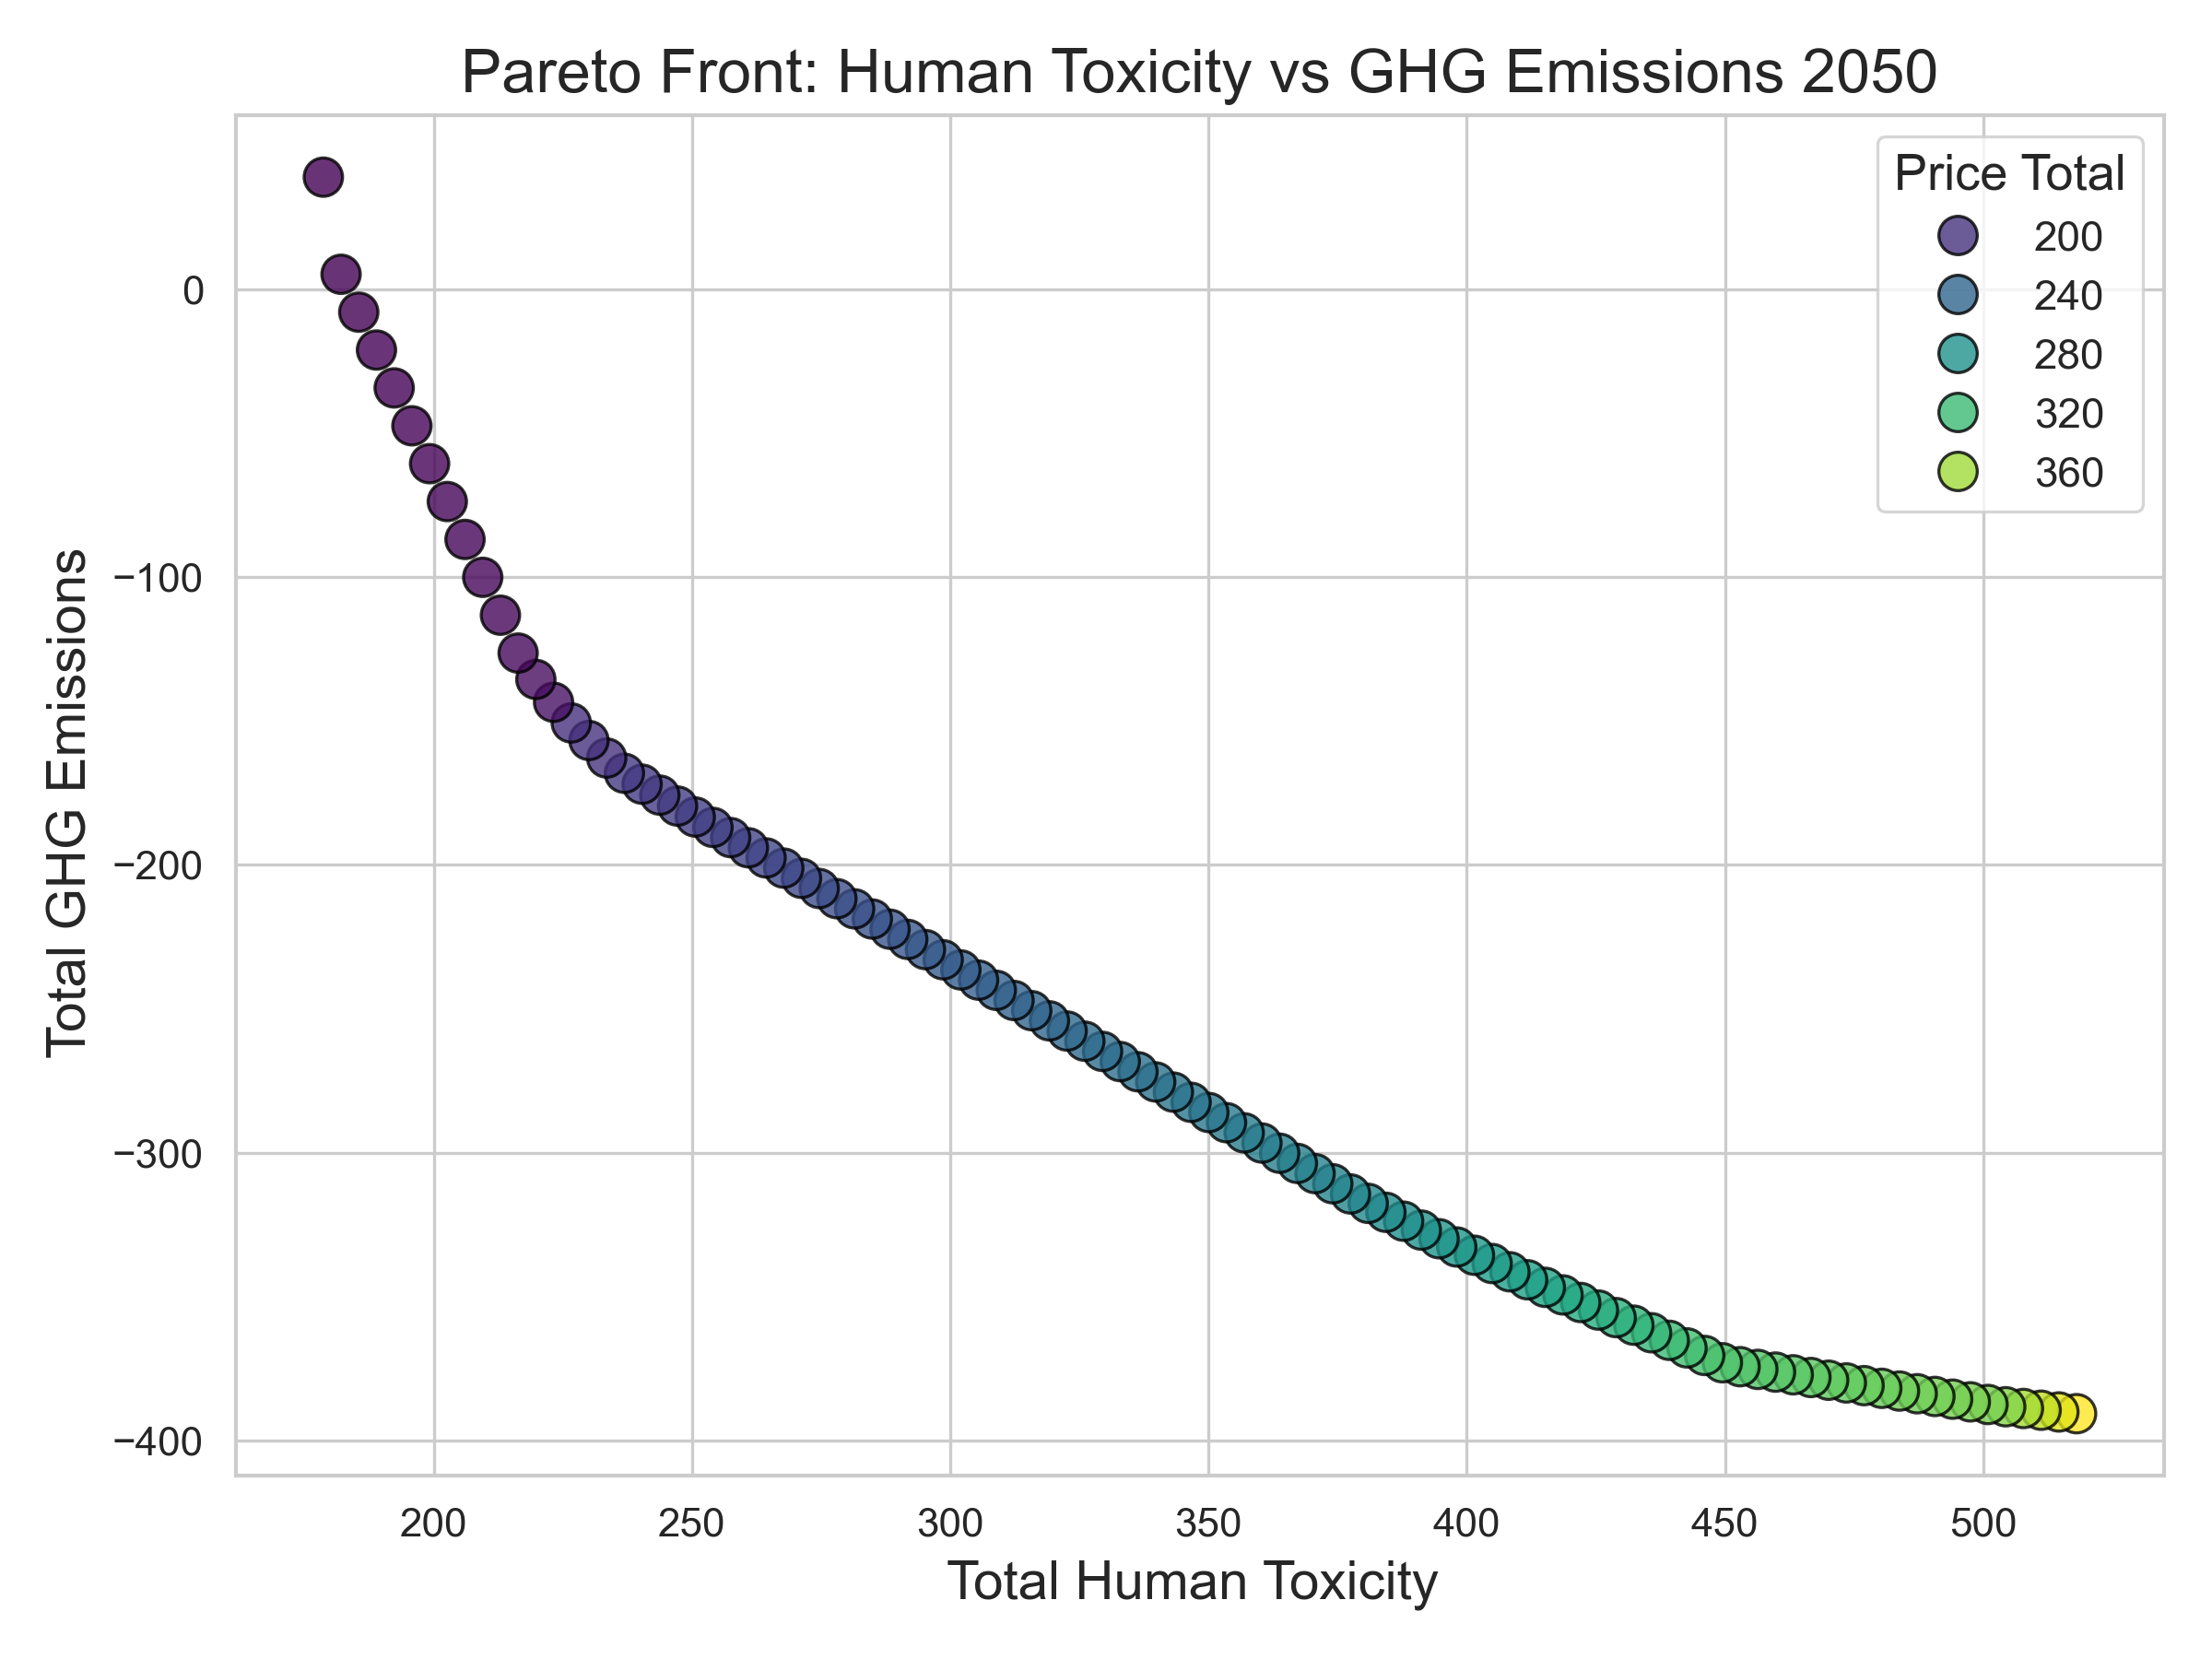 Pareto Front: Human Toxicity vs GHG Emissions 2050
Price Total
200
240
280
320
360
Total GHG Emissions
0
−100
−200
−300
−400
200 250 300 350 400 450 500
Total Human Toxicity